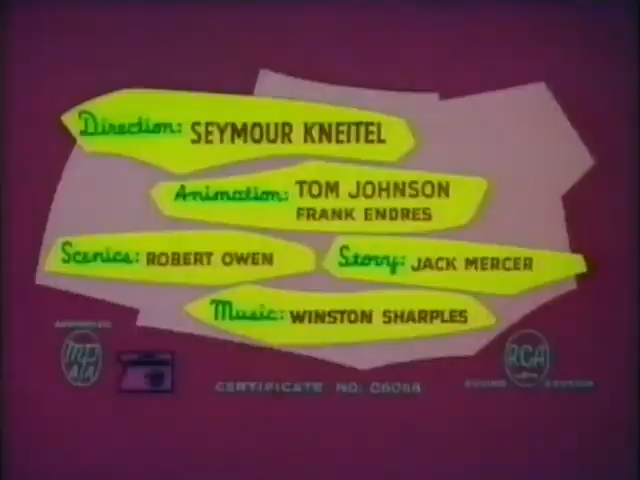 Direction: SEYMOUR KNEITEL
Animation: TOM JOHNSON
FRANK ENDRES
Scenics: ROBERT OWEN
Story: JACK MERCER
Music: WINSTON SHARPLES
MPAA
RCA
CERTIFICATE NO.